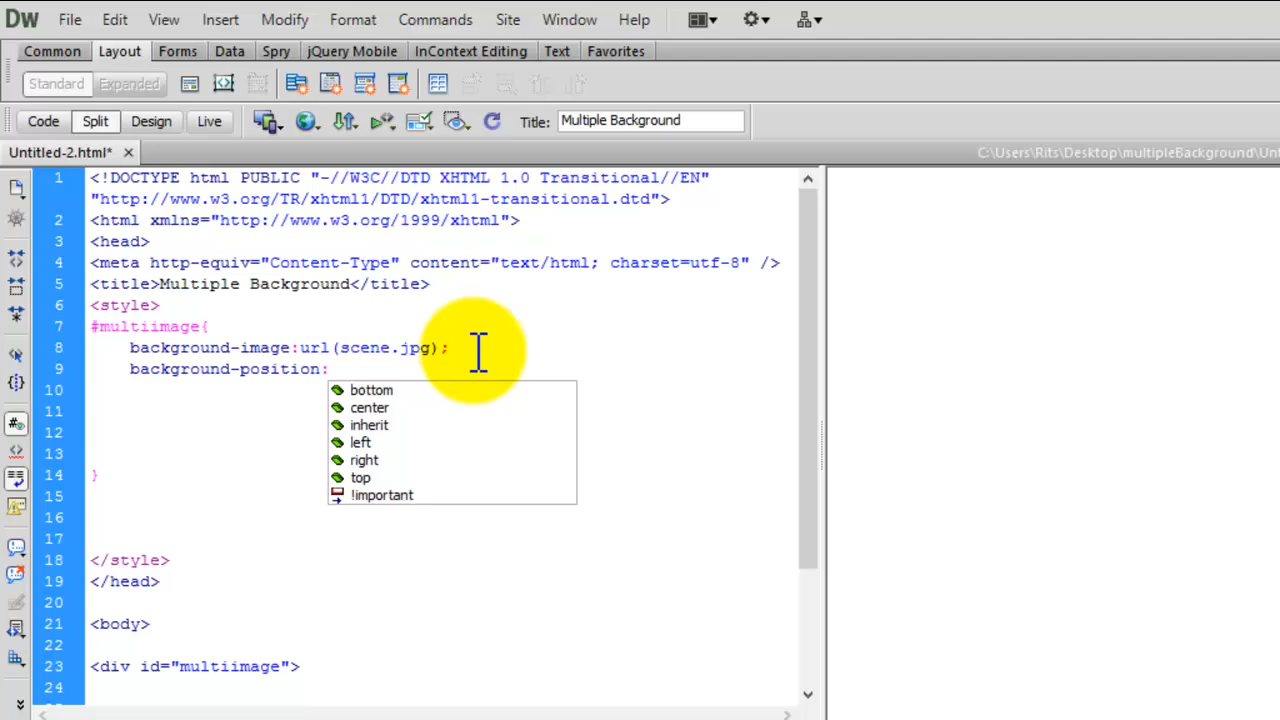 Dw File Edit View Insert Modify Format Commands Site Window Help
Common Layout Forms Data Spry jQuery Mobile InContext Editing Text Favorites
Standard Expanded
Code Split Design Live Title: Multiple Background
Untitled-2.html* C:\Users\Rits\Desktop\multipleBackground\Unt
1 <!DOCTYPE html PUBLIC "-//W3C//DTD XHTML 1.0 Transitional//EN"
"http://www.w3.org/TR/xhtml1/DTD/xhtml1-transitional.dtd">
2 <html xmlns="http://www.w3.org/1999/xhtml">
3 <head>
4 <meta http-equiv="Content-Type" content="text/html; charset=utf-8" />
5 <title>Multiple Background</title>
6 <style>
7 #multiimage{
8 background-image:url(scene.jpg);
9 background-position:
10 bottom
center
11 inherit
12 left
13 right
14 } top
15 !important
16
17
18 </style>
19 </head>
20
21 <body>
22
23 <div id="multiimage">
24